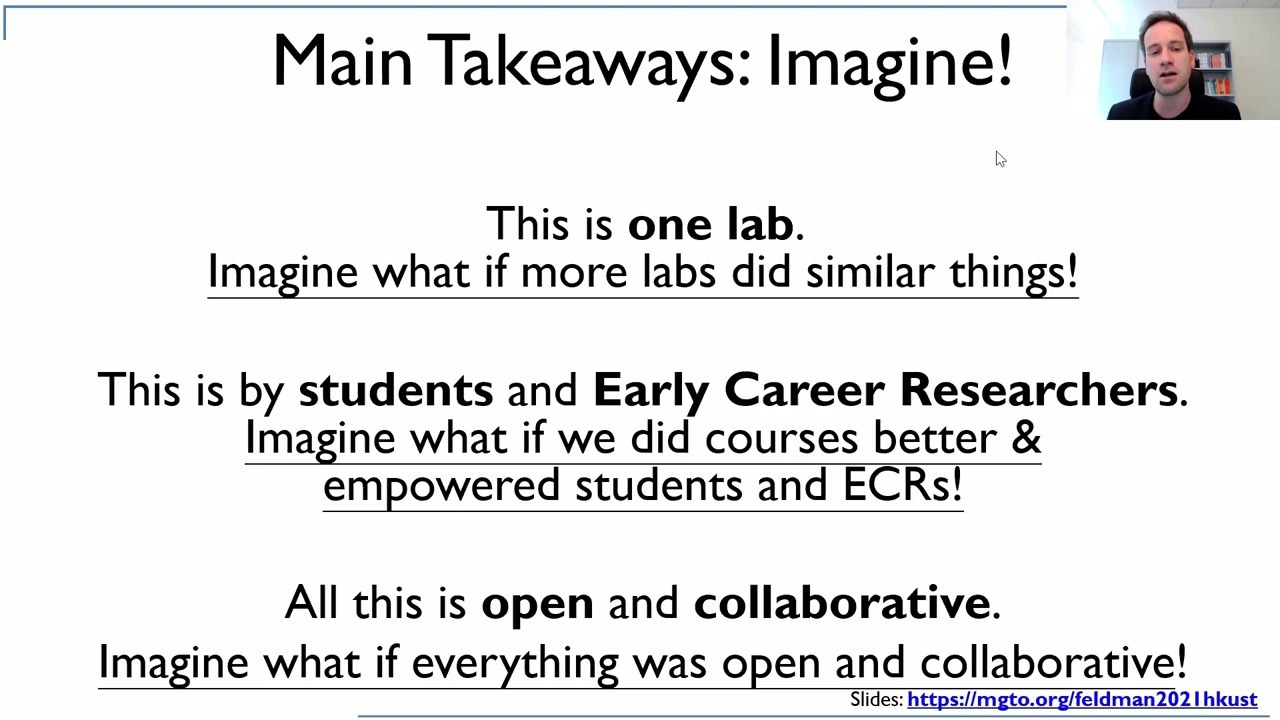 Main Takeaways: Imagine!
This is one lab.
Imagine what if more labs did similar things!
This is by students and Early Career Researchers.
Imagine what if we did courses better &
empowered students and ECRs!
All this is open and collaborative.
Imagine what if everything was open and collaborative!
Slides: https://mgto.org/feldman2021hkust